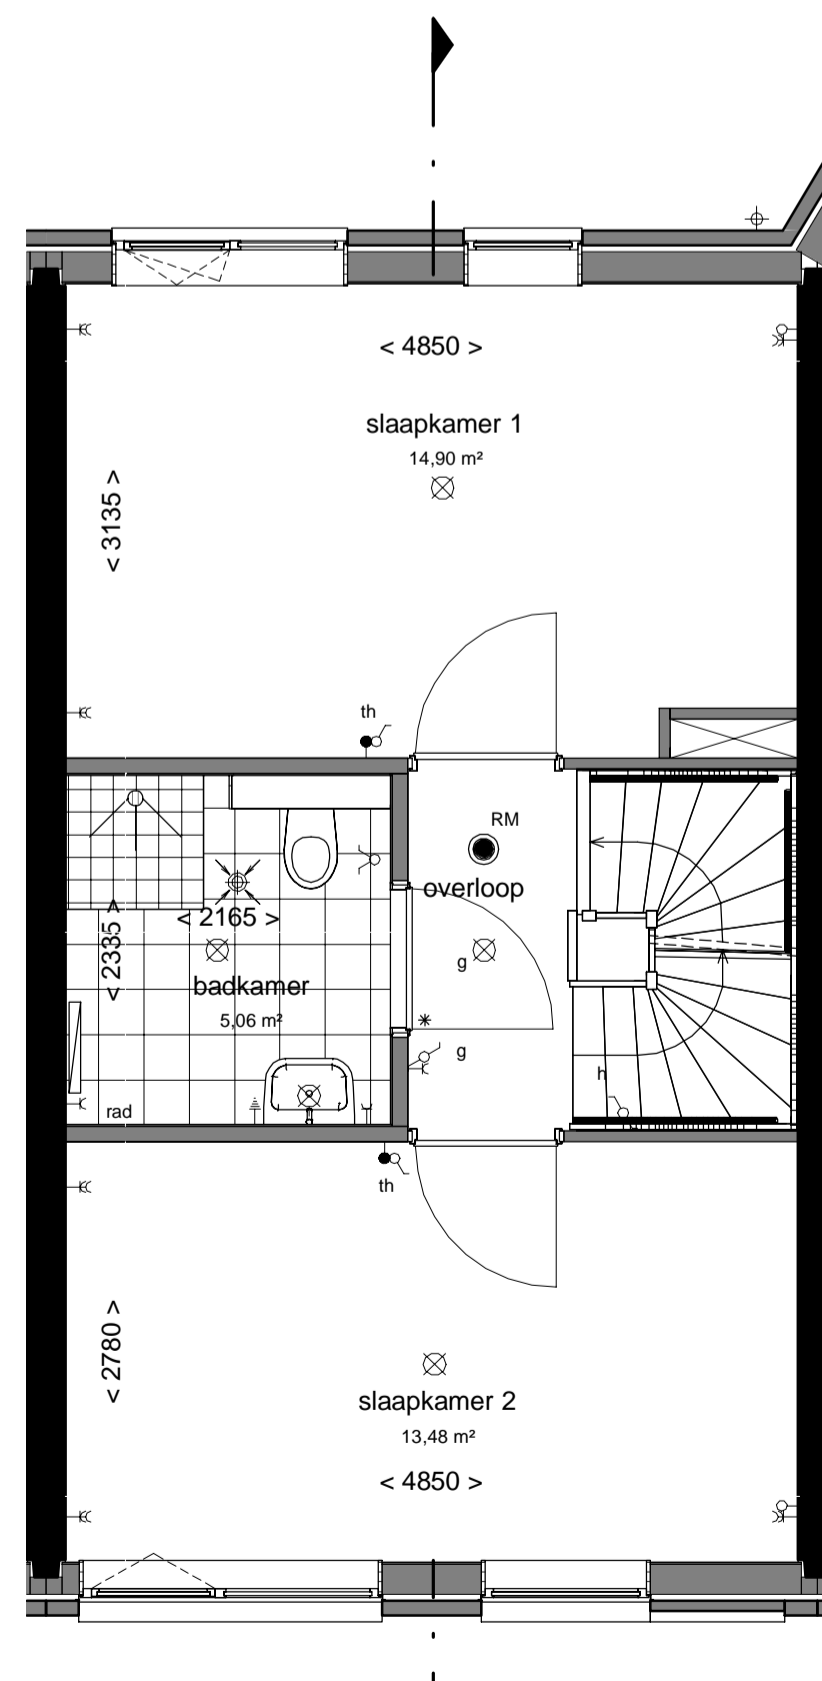 < 4850 >
slaapkamer 1
14,90 m²
< 3135 >
th
RM
overloop
< 2165 >
< 2335 >
g
badkamer
5,06 m²
g
h
rad
th
< 2780 >
slaapkamer 2
13,48 m²
< 4850 >